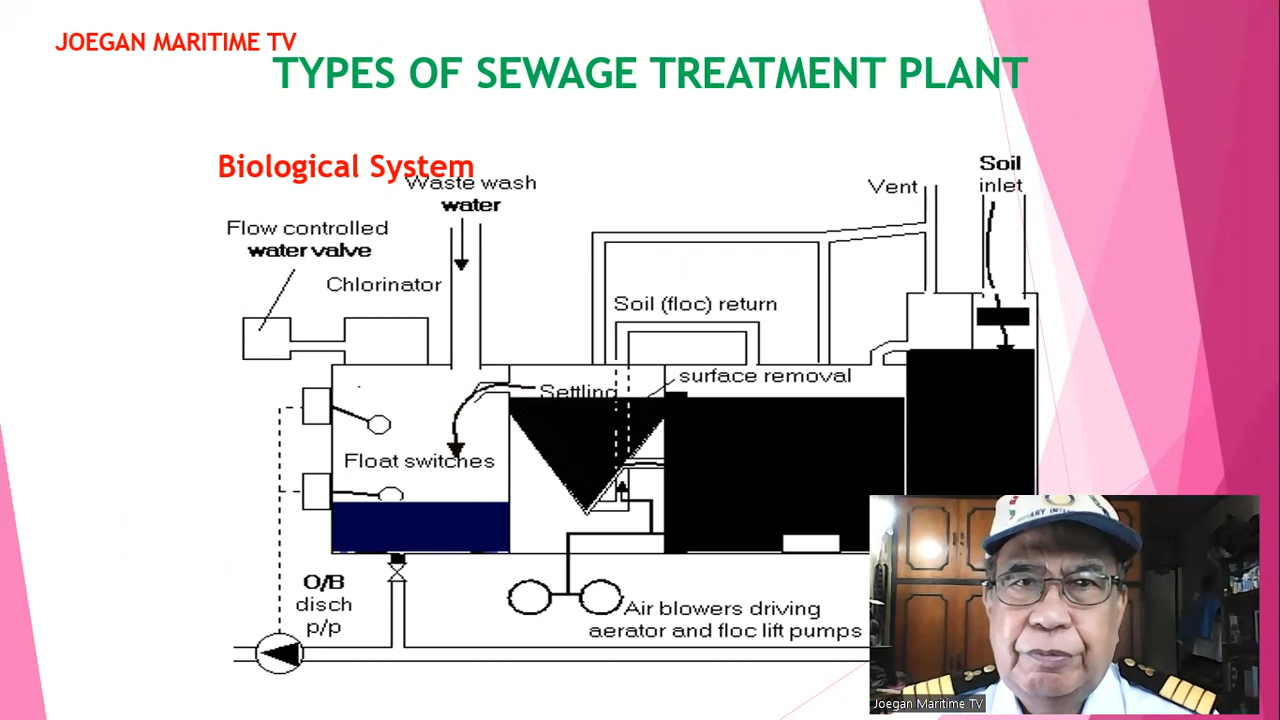 JOEGAN MARITIME TV
TYPES OF SEWAGE TREATMENT PLANT
Biological System
Waste wash
water
Vent
Soil
inlet
Flow controlled
water valve
Chlorinator
Soil (floc) return
surface removal
Settling
Float switches
O/B
disch
p/p
Air blowers driving
aerator and floc lift pumps
Joegan Maritime TV